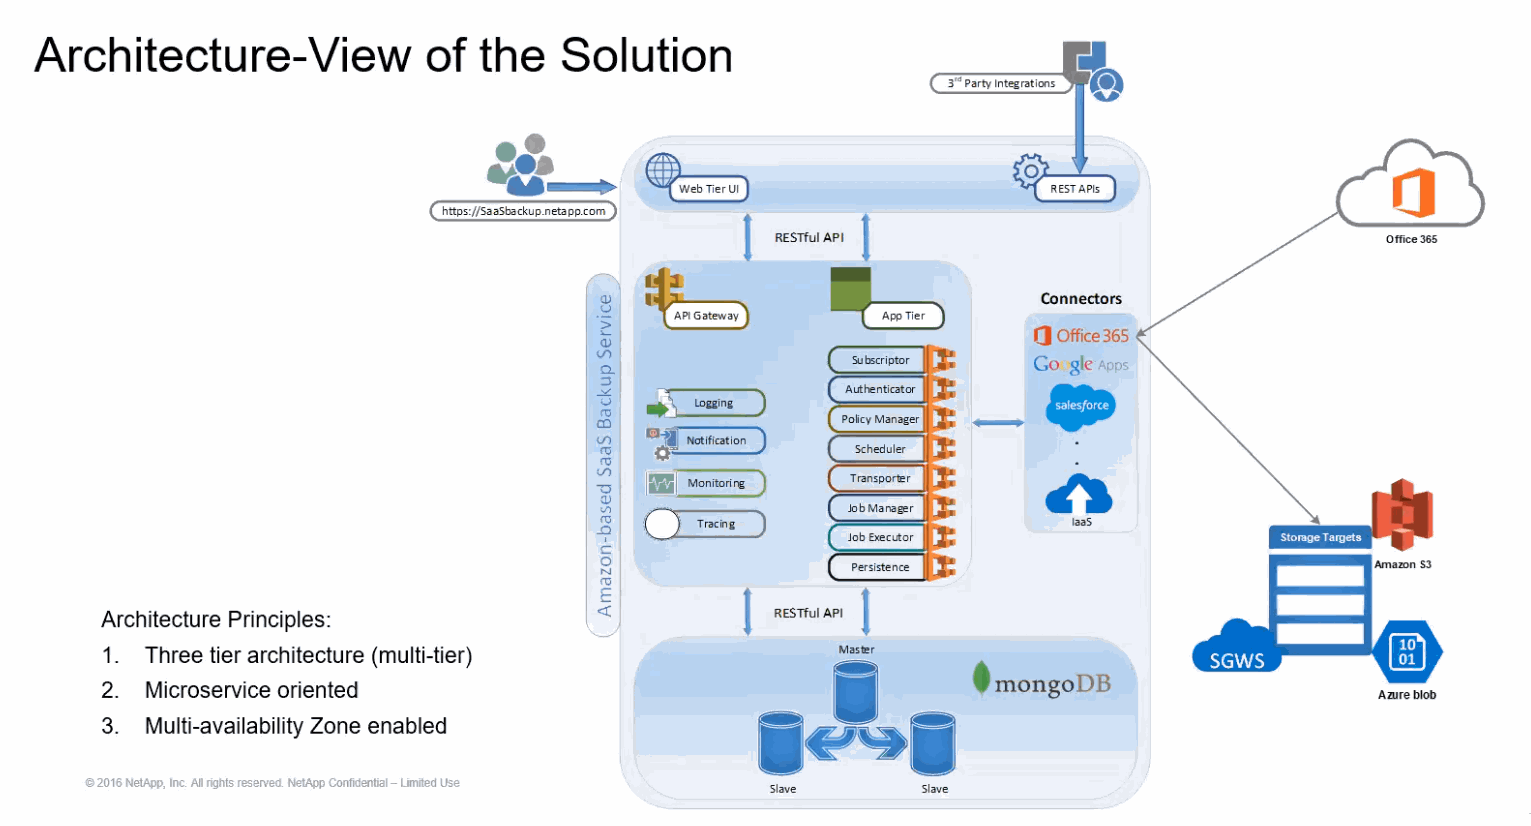 Architecture-View of the Solution
3rd Party Integrations
https://SaaSbackup.netapp.com
Web Tier UI
REST APIs
RESTful API
Office 365
Amazon-based SaaS Backup Service
API Gateway
App Tier
Logging
Notification
Monitoring
Tracing
Subscriptor
Authenticator
Policy Manager
Scheduler
Transporter
Job Manager
Job Executor
Persistence
Connectors
Office 365
Google Apps
salesforce
IaaS
Storage Targets
Amazon S3
SGWS
10
01
Azure blob
RESTful API
Master
mongoDB
Slave
Slave
Architecture Principles:
1. Three tier architecture (multi-tier)
2. Microservice oriented
3. Multi-availability Zone enabled
© 2016 NetApp, Inc. All rights reserved. NetApp Confidential – Limited Use